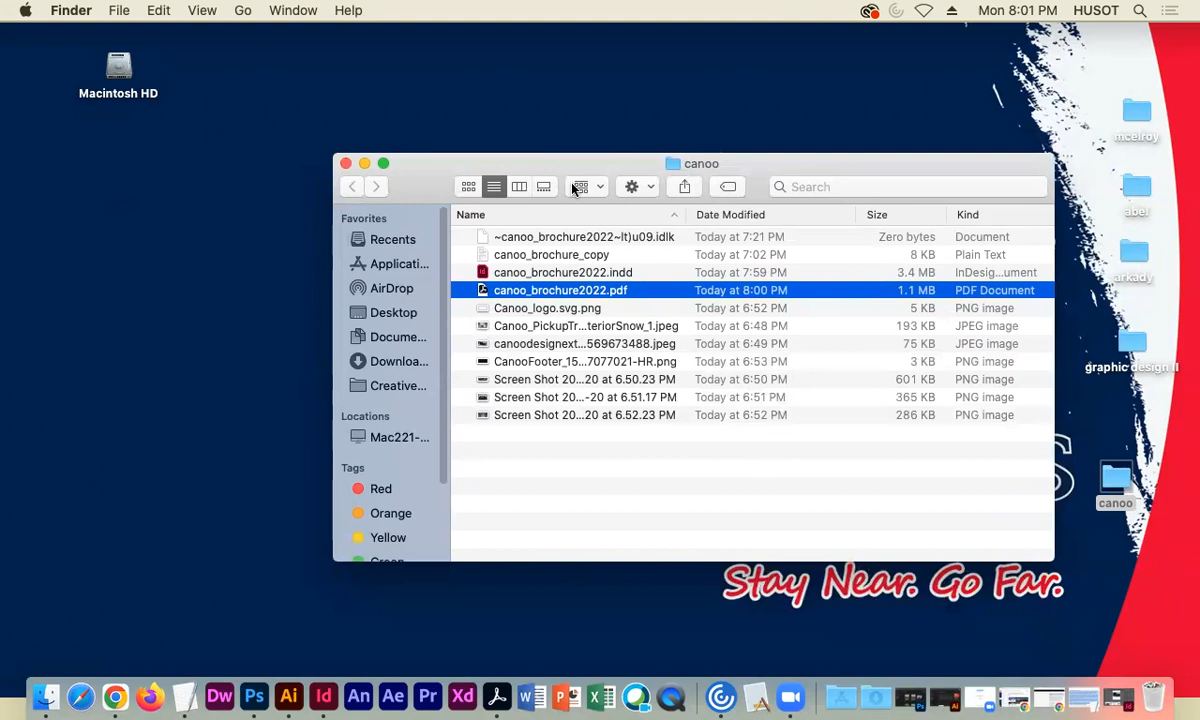 Finder File Edit View Go Window Help Mon 8:01 PM HUSOT
Macintosh HD
mcelroy
abel
arkady
graphic design II
canoo
canoo
Search
Favorites
Recents
Applicati...
AirDrop
Desktop
Docume...
Downloa...
Creative...
Locations
Mac221-...
Tags
Red
Orange
Yellow
Green
Name Date Modified Size Kind
~canoo_brochure2022~lt)u09.idlk Today at 7:21 PM Zero bytes Document
canoo_brochure_copy Today at 7:02 PM 8 KB Plain Text
canoo_brochure2022.indd Today at 7:59 PM 3.4 MB InDesig...ument
canoo_brochure2022.pdf Today at 8:00 PM 1.1 MB PDF Document
Canoo_logo.svg.png Today at 6:52 PM 5 KB PNG image
Canoo_PickupTr...teriorSnow_1.jpeg Today at 6:48 PM 193 KB JPEG image
canoodesignext...569673488.jpeg Today at 6:49 PM 75 KB JPEG image
CanooFooter_15...7077021-HR.png Today at 6:53 PM 3 KB PNG image
Screen Shot 20...20 at 6.50.23 PM Today at 6:50 PM 601 KB PNG image
Screen Shot 20...-20 at 6.51.17 PM Today at 6:51 PM 365 KB PNG image
Screen Shot 20...20 at 6.52.23 PM Today at 6:52 PM 286 KB PNG image
S
Stay Near. Go Far.
Dw Ps Ai Id An Ae Pr Xd